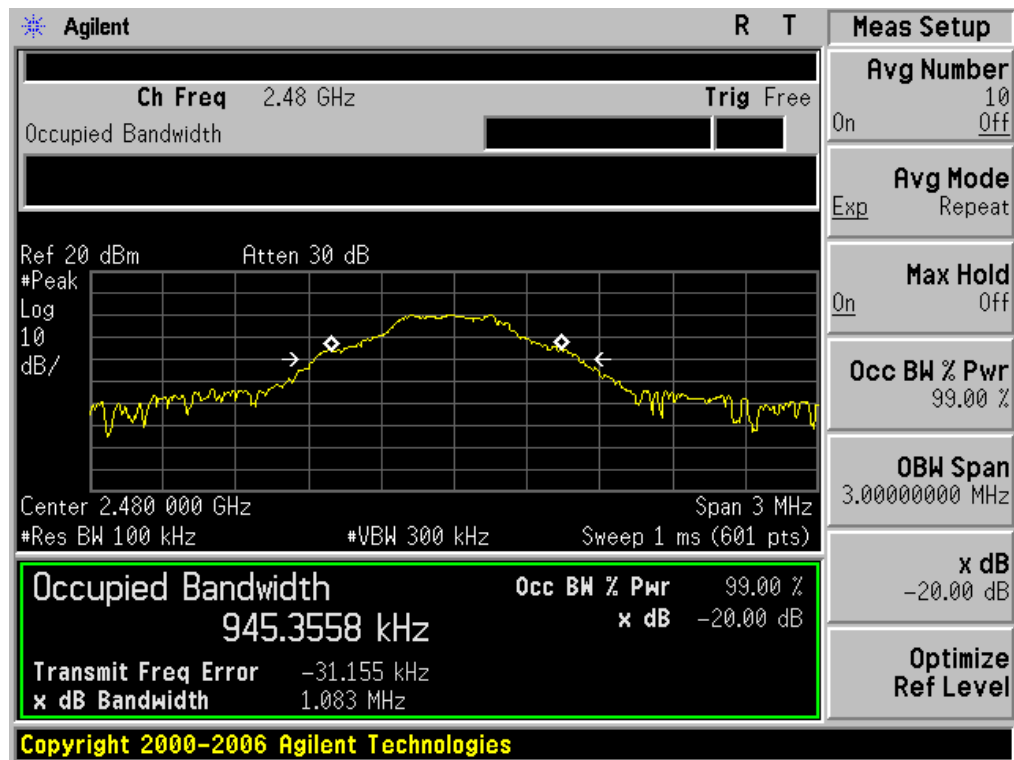 Agilent R T
Ch Freq 2.48 GHz Trig Free
Occupied Bandwidth
Ref 20 dBm Atten 30 dB
#Peak
Log
10
dB/
Center 2.480 000 GHz Span 3 MHz
#Res BW 100 kHz #VBW 300 kHz Sweep 1 ms (601 pts)
Occupied Bandwidth Occ BW % Pwr 99.00 %
945.3558 kHz x dB -20.00 dB
Transmit Freq Error -31.155 kHz
x dB Bandwidth 1.083 MHz
Copyright 2000-2006 Agilent Technologies
Meas Setup
Avg Number
10
On Off
Avg Mode
Exp Repeat
Max Hold
On Off
Occ BW % Pwr
99.00 %
OBW Span
3.00000000 MHz
x dB
-20.00 dB
Optimize
Ref Level